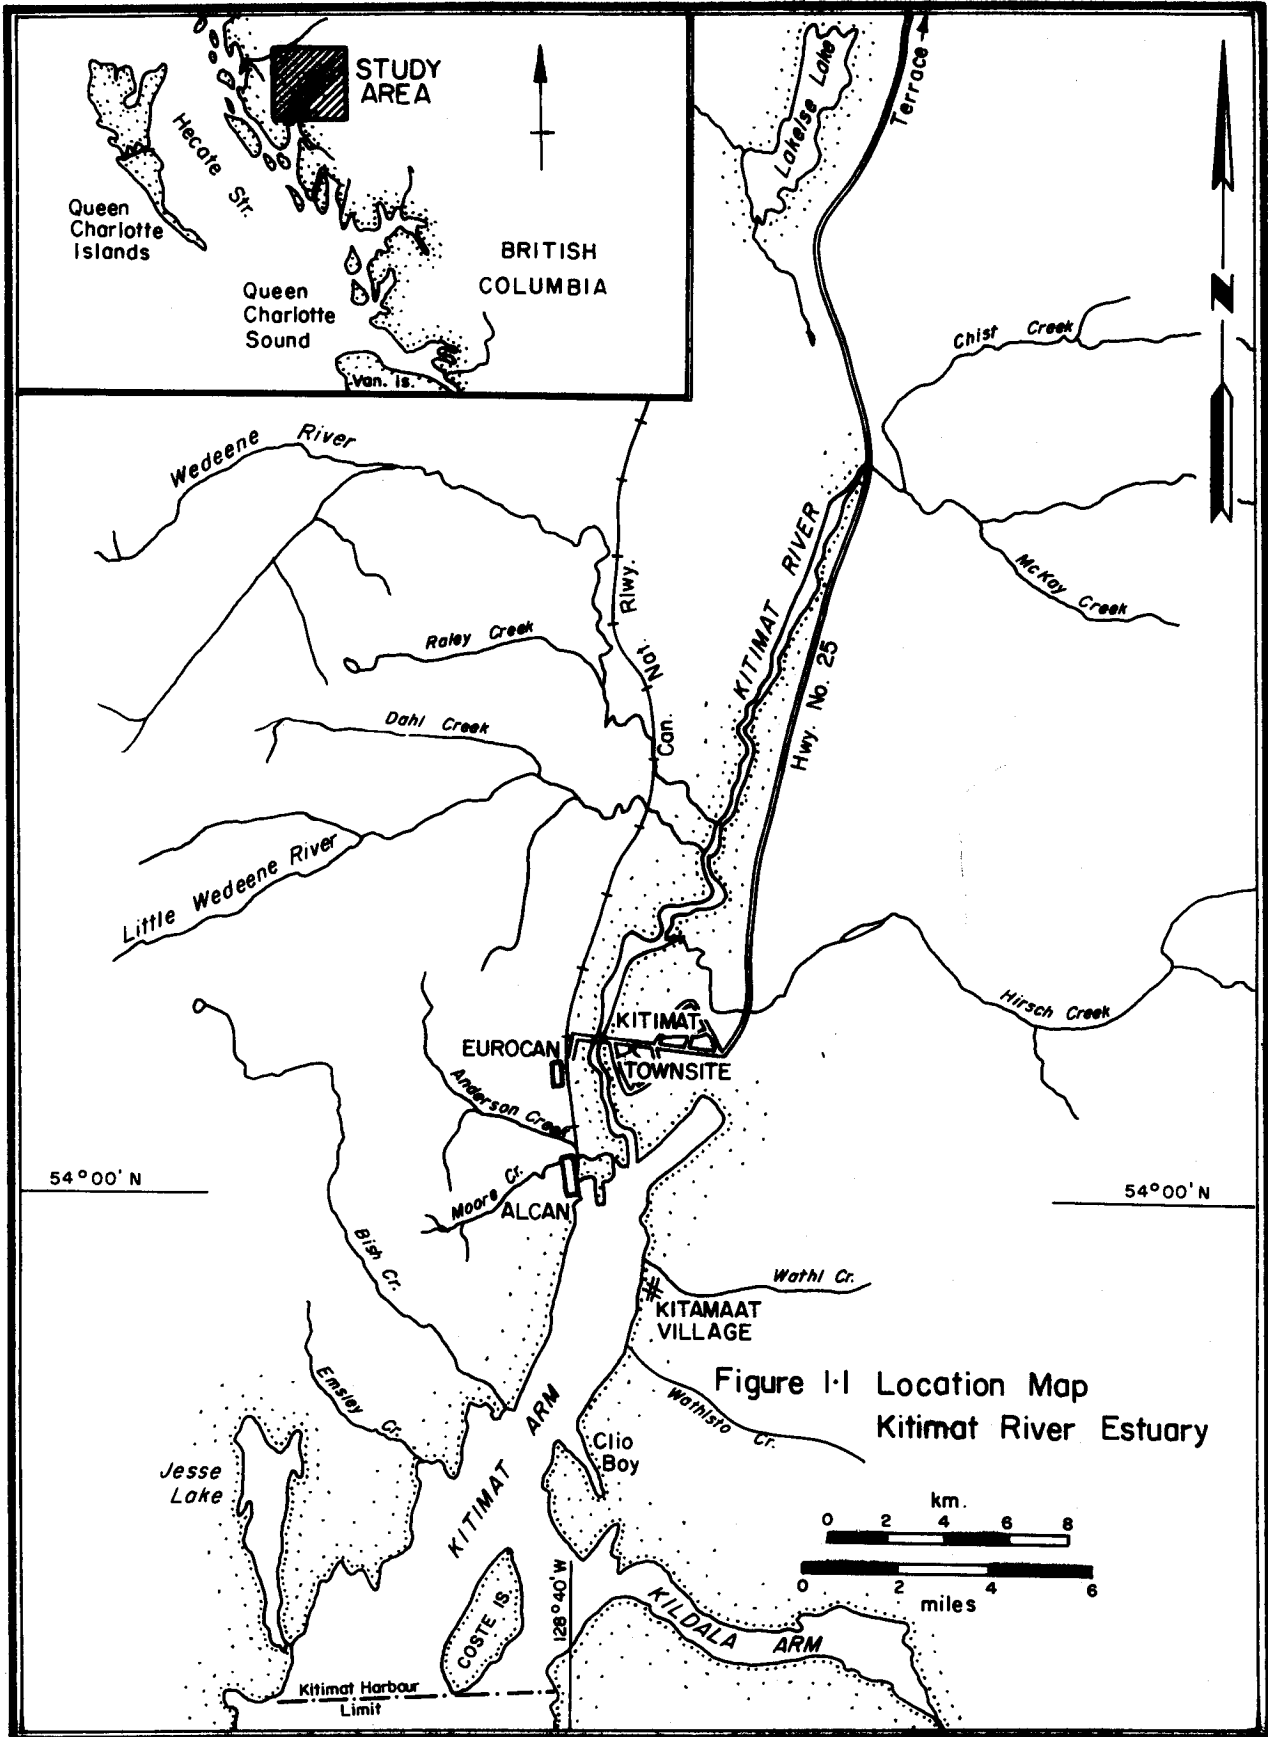 STUDY
AREA
Hecate Str.
Queen
Charlotte
Islands
BRITISH
COLUMBIA
Queen
Charlotte
Sound
Van. is.
Lakelse Lake
Terrace
N
Chist Creek
Wedeene River
KITIMAT RIVER
McKay Creek
Can. Nat. Rlwy.
Raley Creek
Hwy. No. 25
Dahl Creek
Little Wedeene River
Hirsch Creek
KITIMAT
TOWNSITE
EUROCAN
Anderson Creek
54°00' N
54°00' N
Moore Cr.
ALCAN
Bish Cr.
Wathl Cr.
KITAMAAT
VILLAGE
Emsley Cr.
Wathlsto Cr.
Figure 1·1 Location Map
Kitimat River Estuary
KITIMAT ARM
Clio
Boy
Jesse
Lake
km.
0 2 4 6 8
0 2 4 6
miles
COSTE IS.
128°40' W
KILDALA ARM
Kitimat Harbour
Limit